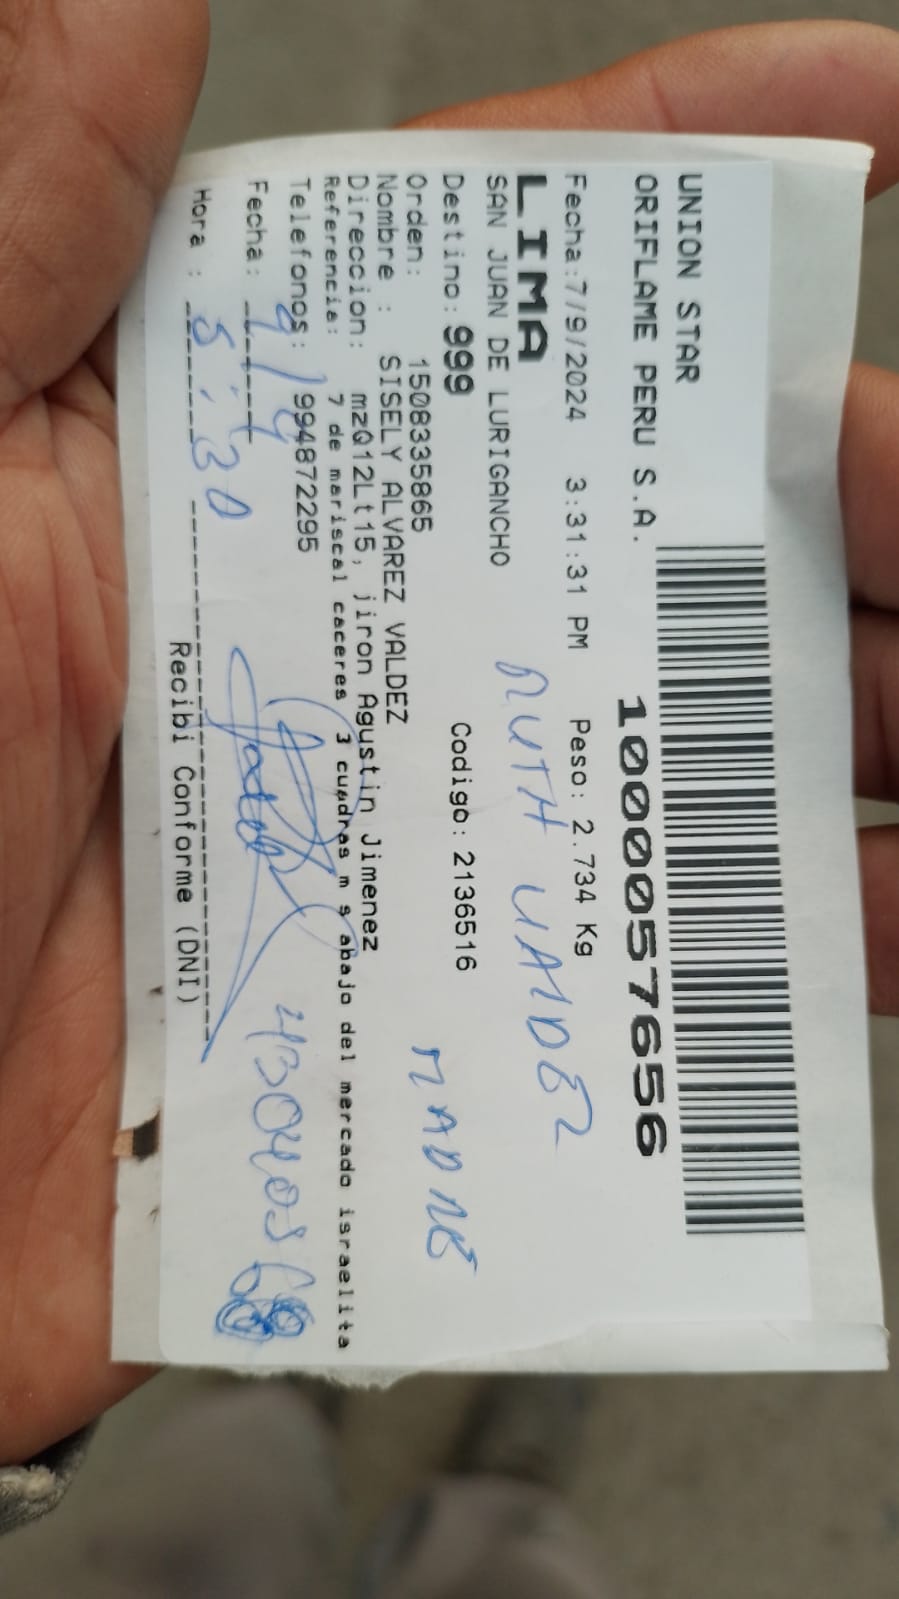 UNION STAR
ORIFLAME PERU S.A.
1000057656
Fecha:7/9/2024 3:31:31 PM Peso: 2.734 Kg
LIMA
SAN JUAN DE LURIGANCHO
RUTH VALDEZ
Destino: 999 Codigo: 2136516
Orden: 1508335865
MADRE
Nombre : SISELY ALVAREZ VALDEZ
Direccion: mzQ12Lt15, jiron Agustin Jimenez
Referencia: 7 de mariscal caceres 3 cuadras m s abajo del mercado israelita
Telefonos: 994872295
Fecha:
Hora : 5:30
Recibi Conforme (DNI)